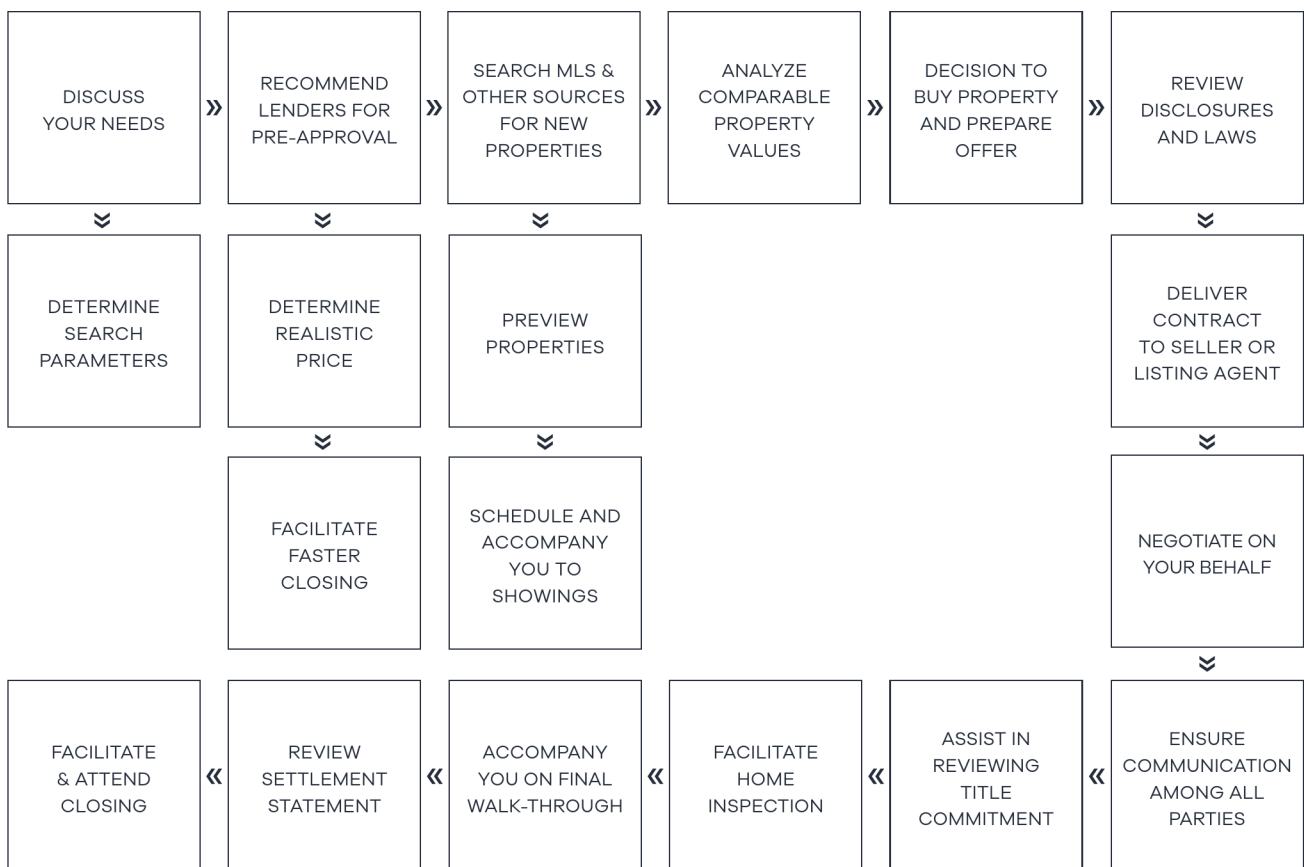 DISCUSS
YOUR NEEDS
RECOMMEND
LENDERS FOR
PRE-APPROVAL
SEARCH MLS &
OTHER SOURCES
FOR NEW
PROPERTIES
ANALYZE
COMPARABLE
PROPERTY
VALUES
DECISION TO
BUY PROPERTY
AND PREPARE
OFFER
REVIEW
DISCLOSURES
AND LAWS
DETERMINE
SEARCH
PARAMETERS
DETERMINE
REALISTIC
PRICE
PREVIEW
PROPERTIES
DELIVER
CONTRACT
TO SELLER OR
LISTING AGENT
FACILITATE
FASTER
CLOSING
SCHEDULE AND
ACCOMPANY
YOU TO
SHOWINGS
NEGOTIATE ON
YOUR BEHALF
FACILITATE
& ATTEND
CLOSING
REVIEW
SETTLEMENT
STATEMENT
ACCOMPANY
YOU ON FINAL
WALK-THROUGH
FACILITATE
HOME
INSPECTION
ASSIST IN
REVIEWING
TITLE
COMMITMENT
ENSURE
COMMUNICATION
AMONG ALL
PARTIES